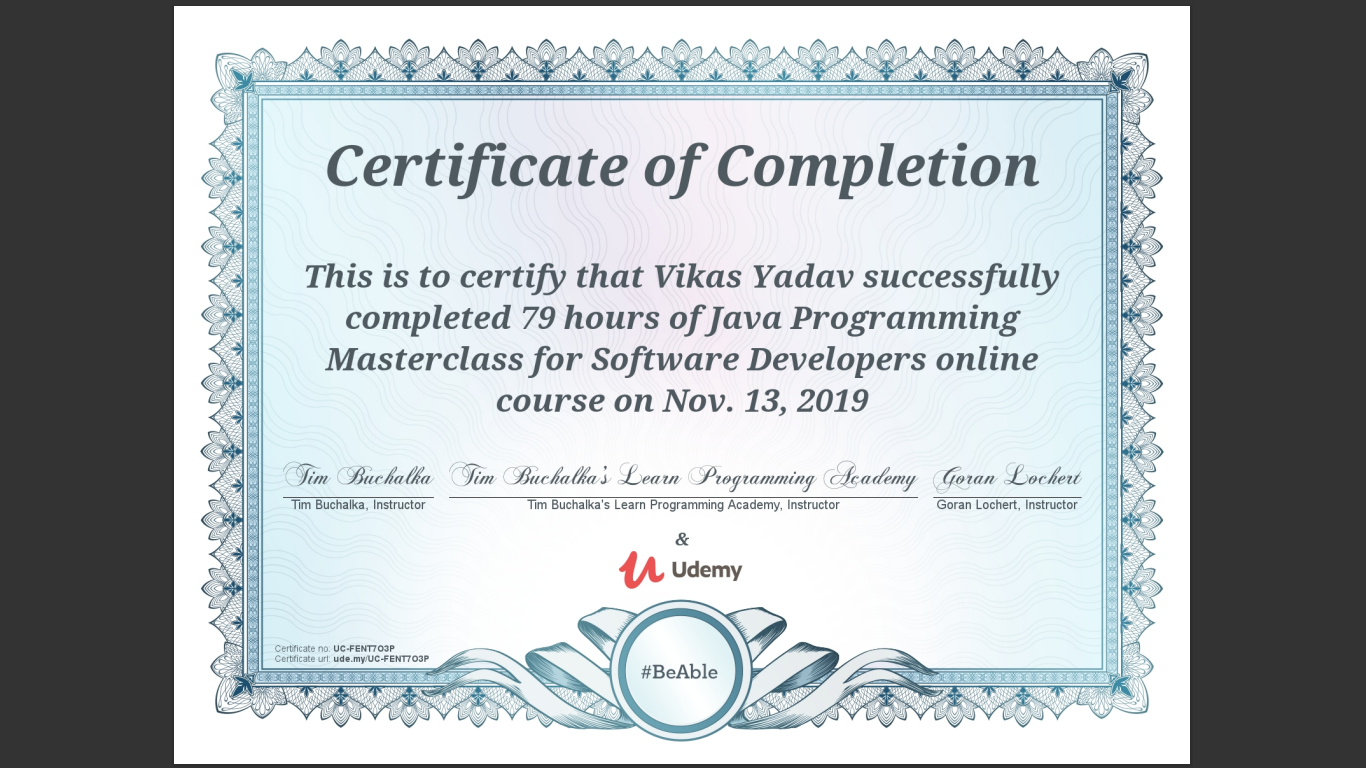 Certificate of Completion
This is to certify that Vikas Yadav successfully
completed 79 hours of Java Programming
Masterclass for Software Developers online
course on Nov. 13, 2019
Tim Buchalka Tim Buchalka's Learn Programming Academy Goran Lochert
Tim Buchalka, Instructor Tim Buchalka's Learn Programming Academy, Instructor Goran Lochert, Instructor
&
Udemy
Certificate no: UC-FENT7O3P
Certificate url: ude.my/UC-FENT7O3P
#BeAble